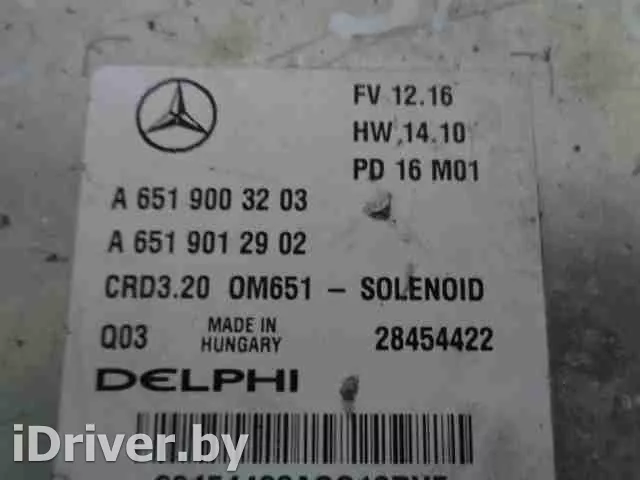 FV 12.16
HW 14.10
PD 16 M01
A 651 900 32 03
A 651 901 29 02
CRD3.20 OM651 - SOLENOID
Q03 MADE IN HUNGARY 28454422
DELPHI
iDriver.by